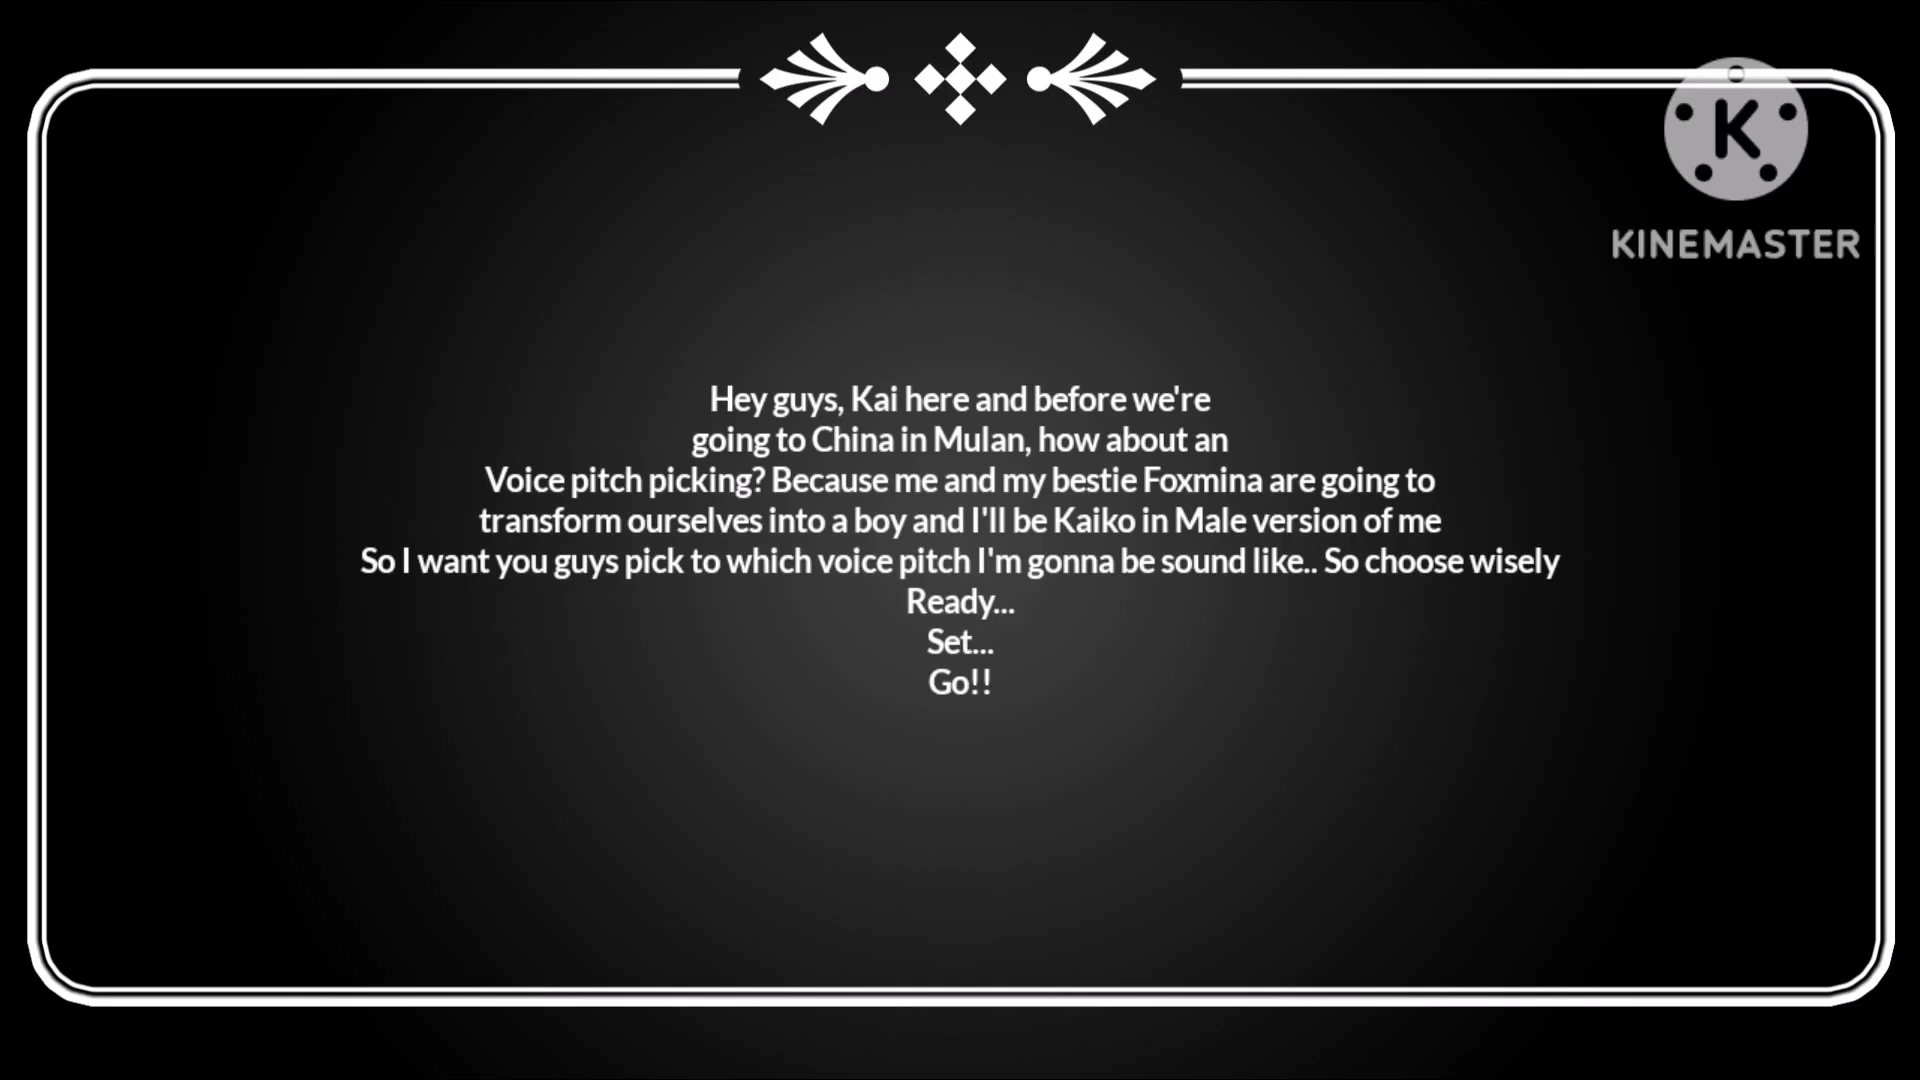 K
KINEMASTER
Hey guys, Kai here and before we're
going to China in Mulan, how about an
Voice pitch picking? Because me and my bestie Foxmina are going to
transform ourselves into a boy and I'll be Kaiko in Male version of me
So I want you guys pick to which voice pitch I'm gonna be sound like.. So choose wisely
Ready...
Set...
Go!!